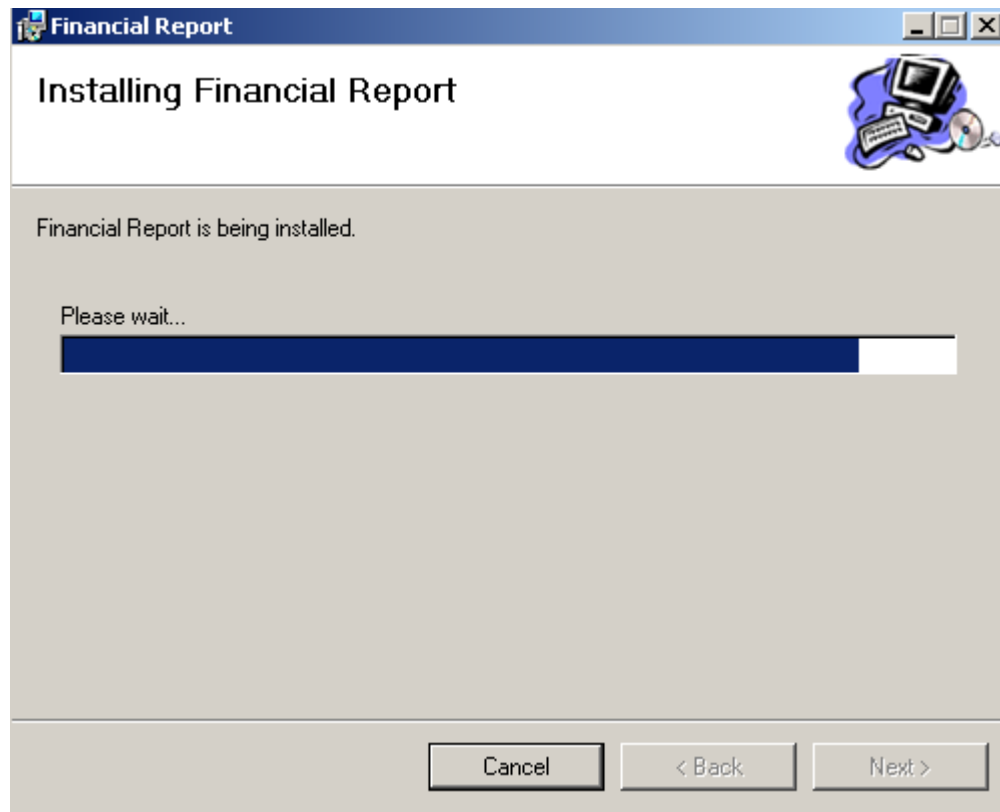 Financial Report
Installing Financial Report
Financial Report is being installed.
Please wait...
Cancel
< Back
Next >